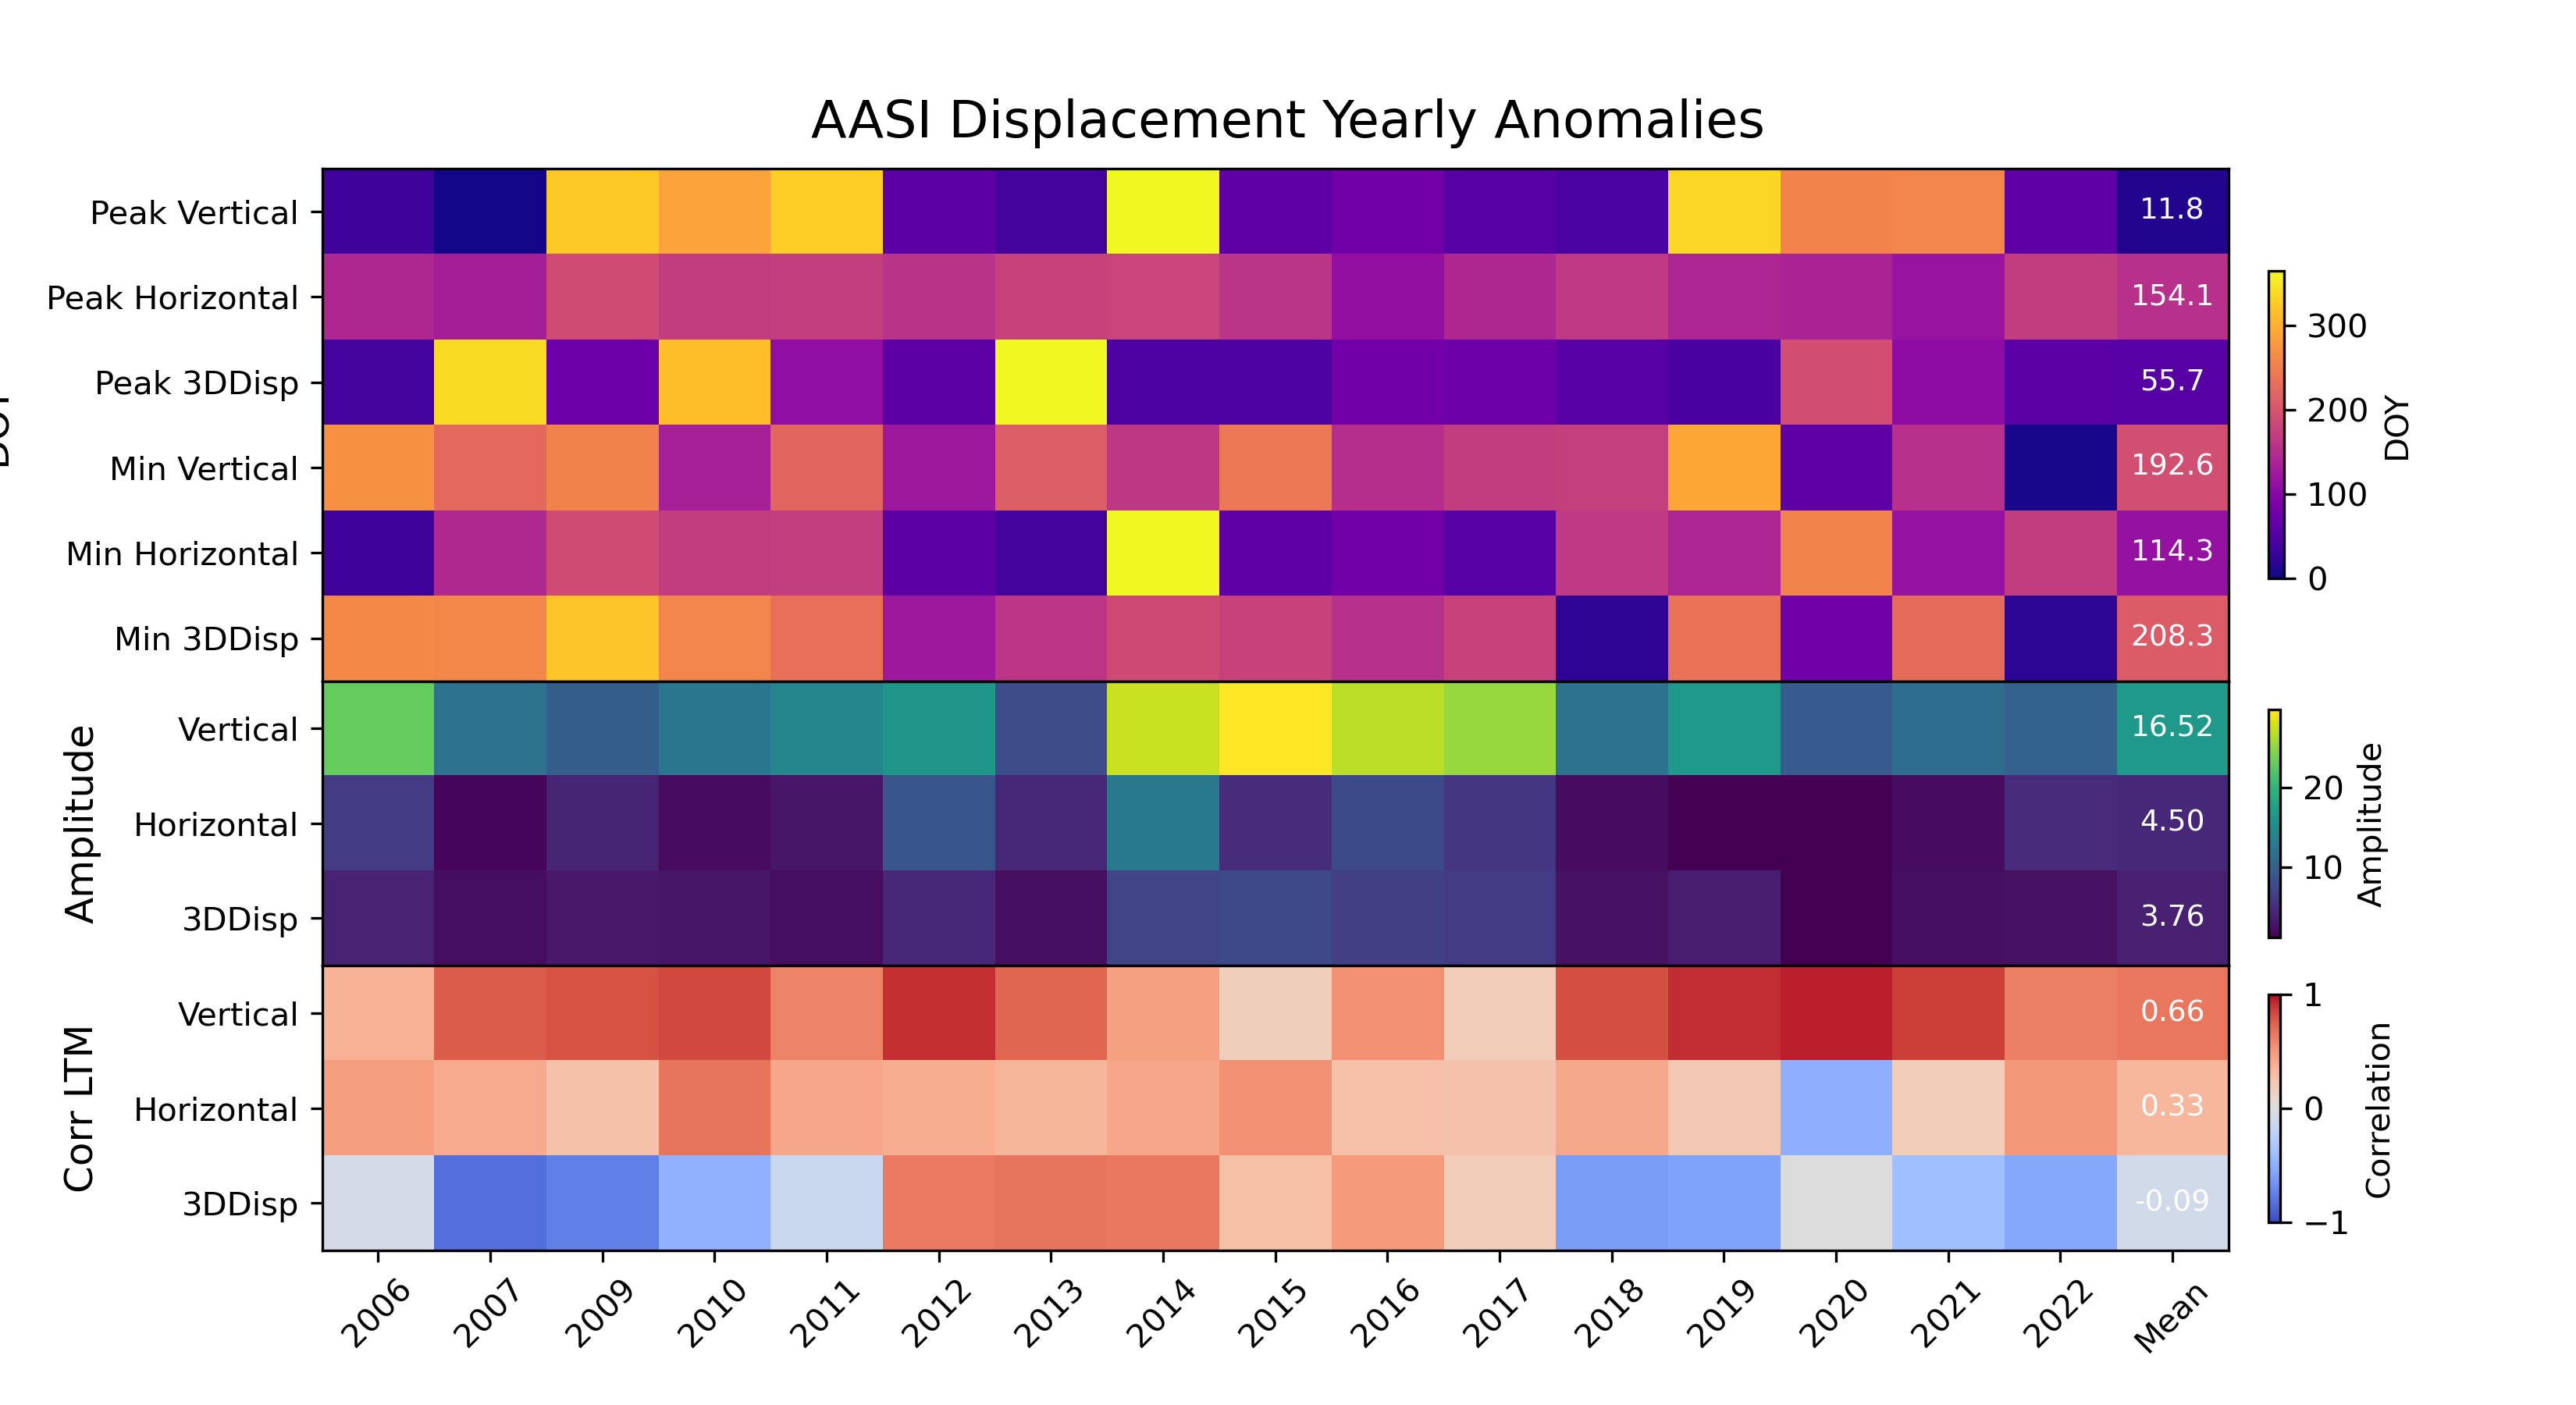 AASI Displacement Yearly Anomalies
Peak Vertical
11.8
Peak Horizontal
154.1
Peak 3DDisp
55.7
Min Vertical
192.6
Min Horizontal
114.3
Min 3DDisp
208.3
DOY
300
200
100
0
DOY
Amplitude
Vertical
16.52
Horizontal
4.50
3DDisp
3.76
20
10
Amplitude
Corr LTM
Vertical
0.66
Horizontal
0.33
3DDisp
-0.09
1
0
−1
Correlation
2006 2007 2009 2010 2011 2012 2013 2014 2015 2016 2017 2018 2019 2020 2021 2022 Mean